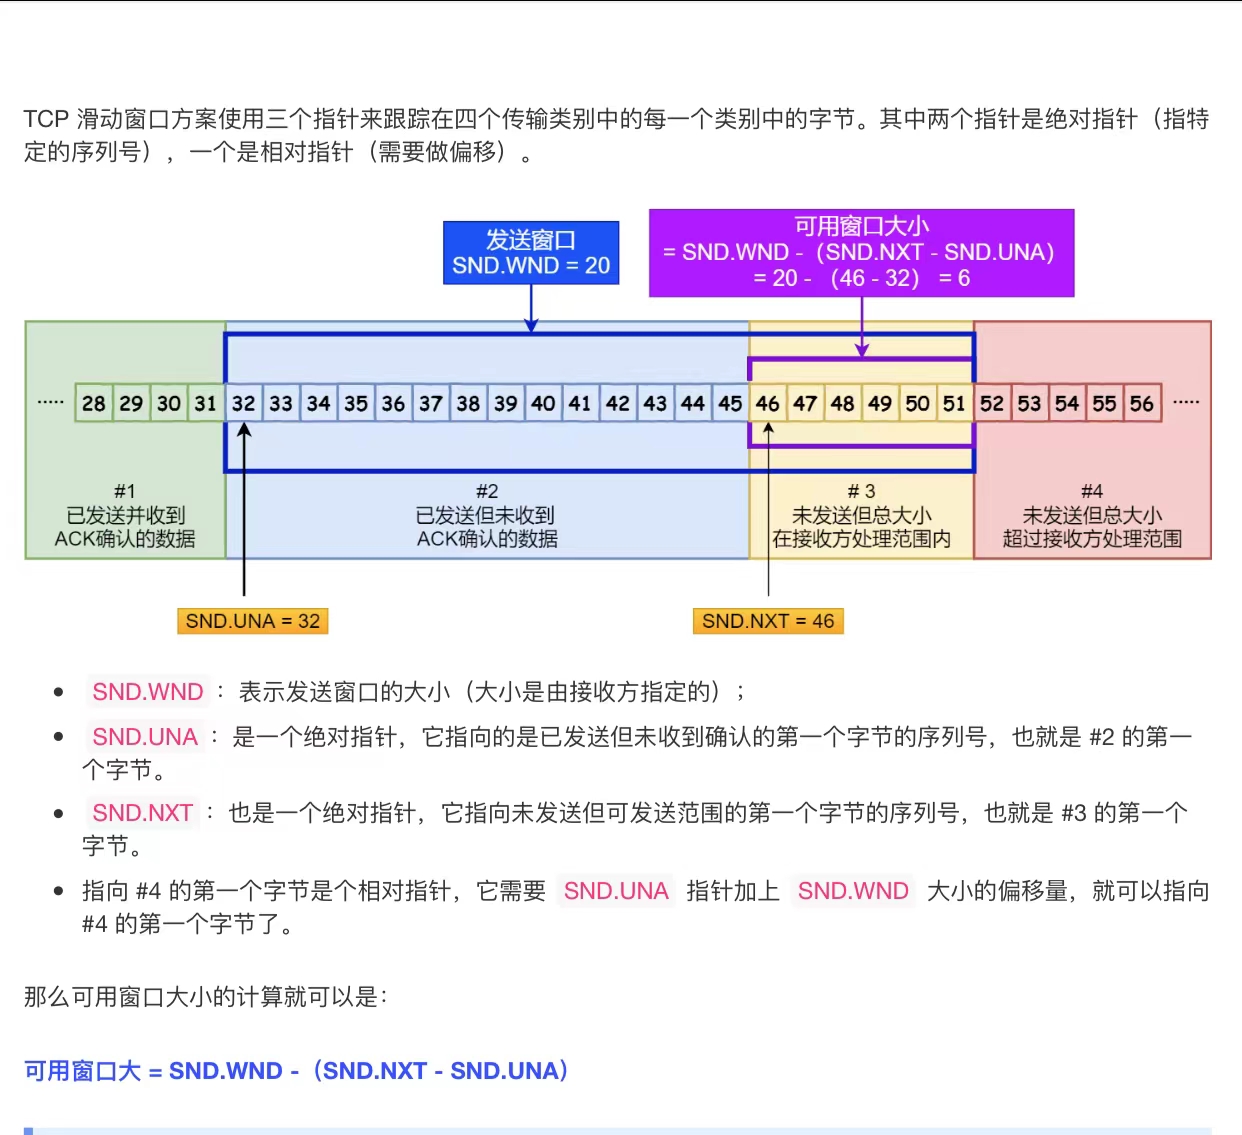 TCP 滑动窗口方案使用三个指针来跟踪在四个传输类别中的每一个类别中的字节。其中两个指针是绝对指针（指特
定的序列号），一个是相对指针（需要做偏移）。
发送窗口
SND.WND = 20
可用窗口大小
= SND.WND -（SND.NXT - SND.UNA）
= 20 - （46 - 32） = 6
····· 28 29 30 31 32 33 34 35 36 37 38 39 40 41 42 43 44 45 46 47 48 49 50 51 52 53 54 55 56 ·····
#1
已发送并收到
ACK确认的数据
#2
已发送但未收到
ACK确认的数据
# 3
未发送但总大小
在接收方处理范围内
#4
未发送但总大小
超过接收方处理范围
SND.UNA = 32
SND.NXT = 46
• SND.WND ：表示发送窗口的大小（大小是由接收方指定的）；
• SND.UNA ：是一个绝对指针，它指向的是已发送但未收到确认的第一个字节的序列号，也就是 #2 的第一
个字节。
• SND.NXT ：也是一个绝对指针，它指向未发送但可发送范围的第一个字节的序列号，也就是 #3 的第一个
字节。
• 指向 #4 的第一个字节是个相对指针，它需要 SND.UNA 指针加上 SND.WND 大小的偏移量，就可以指向
#4 的第一个字节了。
那么可用窗口大小的计算就可以是：
可用窗口大 = SND.WND -（SND.NXT - SND.UNA）